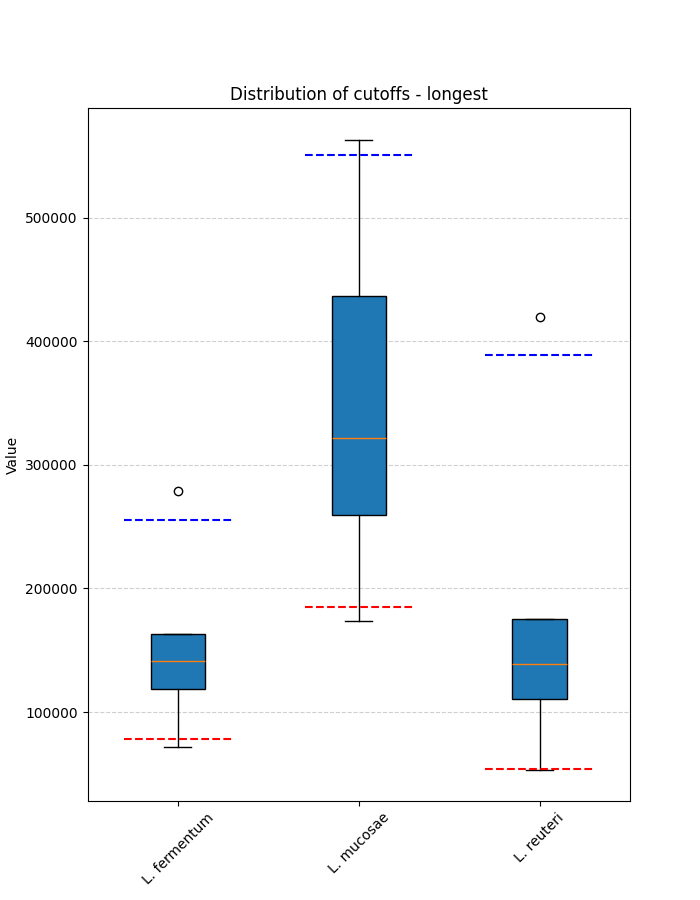 Distribution of cutoffs - longest
Value
500000
400000
300000
200000
100000
L. fermentum
L. mucosae
L. reuteri